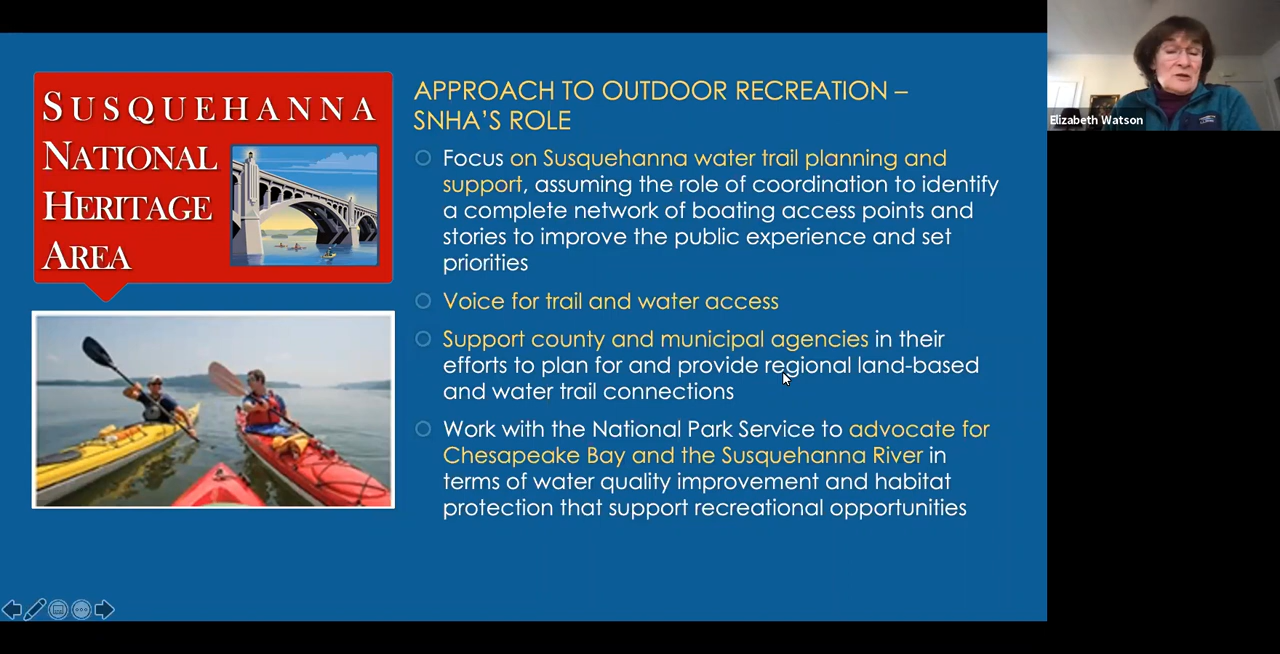 SUSQUEHANNA
NATIONAL
HERITAGE
AREA
APPROACH TO OUTDOOR RECREATION –
SNHA'S ROLE
Focus on Susquehanna water trail planning and
support, assuming the role of coordination to identify
a complete network of boating access points and
stories to improve the public experience and set
priorities
Voice for trail and water access
Support county and municipal agencies in their
efforts to plan for and provide regional land-based
and water trail connections
Work with the National Park Service to advocate for
Chesapeake Bay and the Susquehanna River in
terms of water quality improvement and habitat
protection that support recreational opportunities
Elizabeth Watson